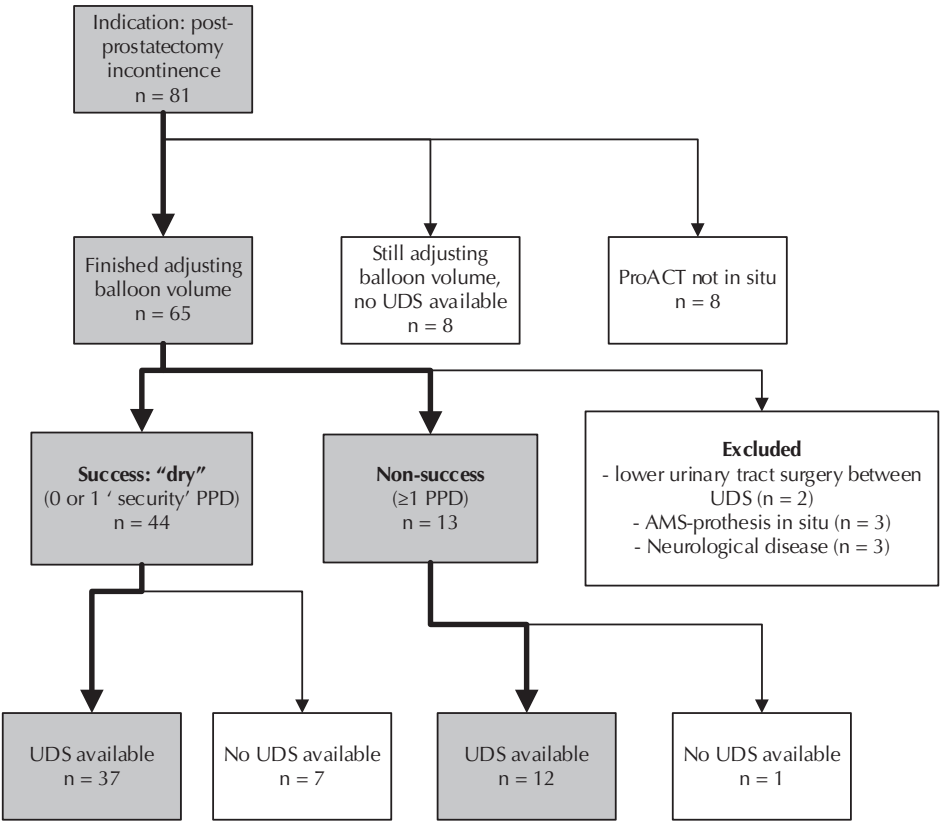 Indication: post-
prostatectomy
incontinence
n = 81
Finished adjusting
balloon volume
n = 65
Still adjusting
balloon volume,
no UDS available
n = 8
ProACT not in situ
n = 8
Success: “dry”
(0 or 1 ‘ security’ PPD)
n = 44
Non-success
(≥1 PPD)
n = 13
Excluded
- lower urinary tract surgery between
UDS (n = 2)
- AMS-prothesis in situ (n = 3)
- Neurological disease (n = 3)
UDS available
n = 37
No UDS available
n = 7
UDS available
n = 12
No UDS available
n = 1